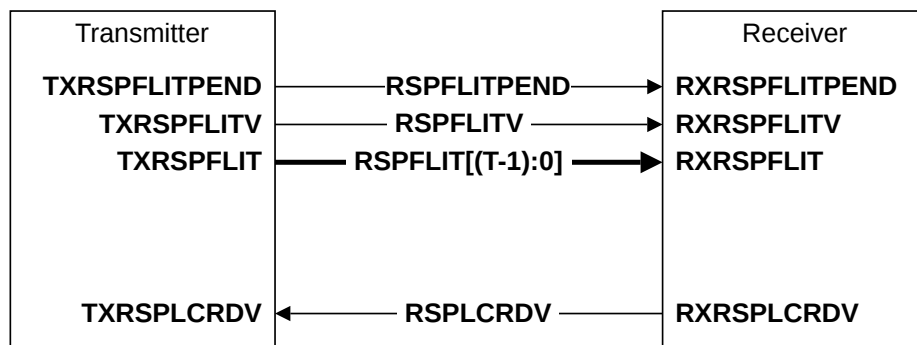 Transmitter Receiver
TXRSPFLITPEND RSPFLITPEND RXRSPFLITPEND
TXRSPFLITV RSPFLITV RXRSPFLITV
TXRSPFLIT RSPFLIT[(T-1):0] RXRSPFLIT
TXRSPLCRDV RSPLCRDV RXRSPLCRDV